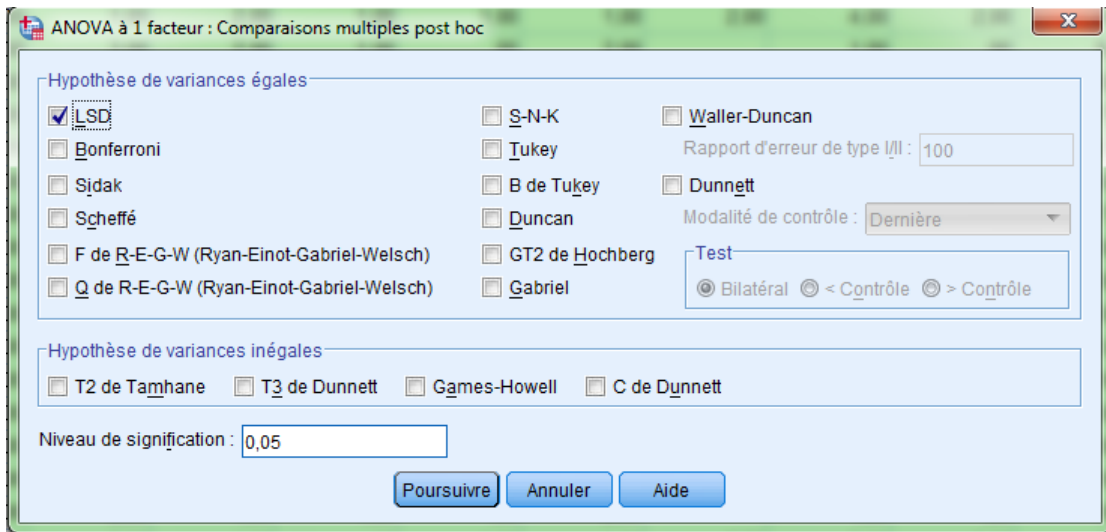 ANOVA à 1 facteur : Comparaisons multiples post hoc
Hypothèse de variances égales
LSD
S-N-K
Waller-Duncan
Bonferroni
Tukey
Rapport d'erreur de type I/II : 100
Sidak
B de Tukey
Dunnett
Scheffé
Duncan
Modalité de contrôle : Dernière
F de R-E-G-W (Ryan-Einot-Gabriel-Welsch)
GT2 de Hochberg
Test
Q de R-E-G-W (Ryan-Einot-Gabriel-Welsch)
Gabriel
Bilatéral < Contrôle > Contrôle
Hypothèse de variances inégales
T2 de Tamhane T3 de Dunnett Games-Howell C de Dunnett
Niveau de signification : 0,05
Poursuivre Annuler Aide